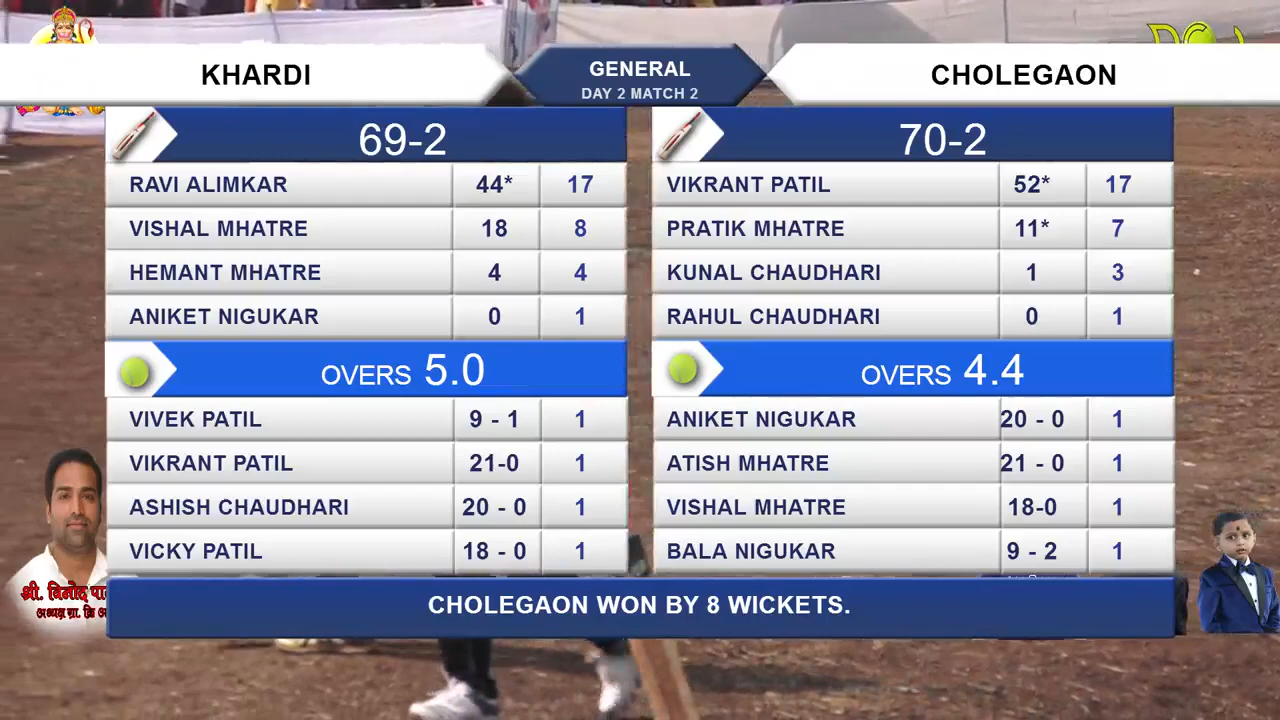 KHARDI
GENERAL
DAY 2 MATCH 2
CHOLEGAON
69-2
RAVI ALIMKAR 44* 17
VISHAL MHATRE 18 8
HEMANT MHATRE 4 4
ANIKET NIGUKAR 0 1
OVERS 5.0
VIVEK PATIL 9 - 1 1
VIKRANT PATIL 21-0 1
ASHISH CHAUDHARI 20 - 0 1
VICKY PATIL 18 - 0 1
70-2
VIKRANT PATIL 52* 17
PRATIK MHATRE 11* 7
KUNAL CHAUDHARI 1 3
RAHUL CHAUDHARI 0 1
OVERS 4.4
ANIKET NIGUKAR 20 - 0 1
ATISH MHATRE 21 - 0 1
VISHAL MHATRE 18-0 1
BALA NIGUKAR 9 - 2 1
CHOLEGAON WON BY 8 WICKETS.
श्री. विनोद पा
अध्यक्ष ग्रा.